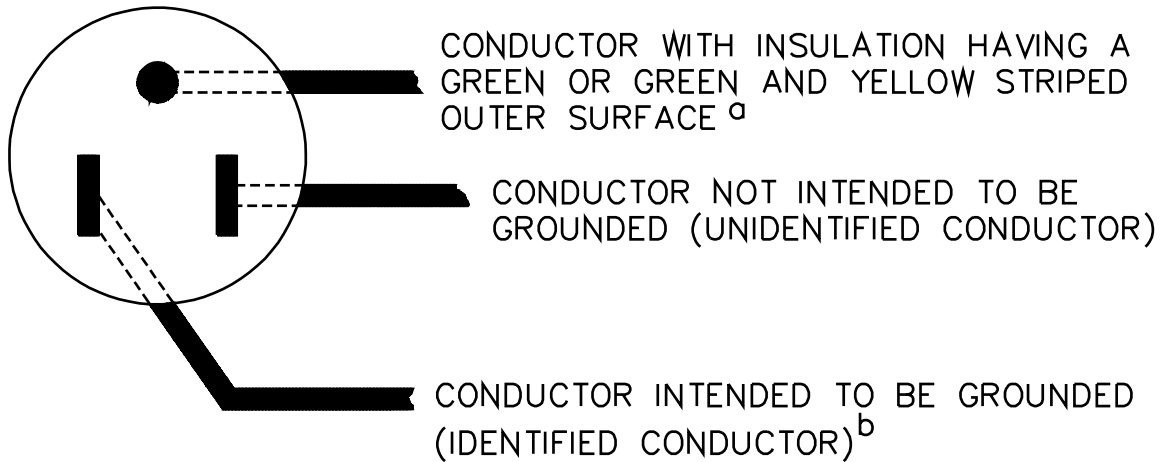 CONDUCTOR WITH INSULATION HAVING A
GREEN OR GREEN AND YELLOW STRIPED
OUTER SURFACE a
CONDUCTOR NOT INTENDED TO BE
GROUNDED (UNIDENTIFIED CONDUCTOR)
CONDUCTOR INTENDED TO BE GROUNDED
(IDENTIFIED CONDUCTOR) b